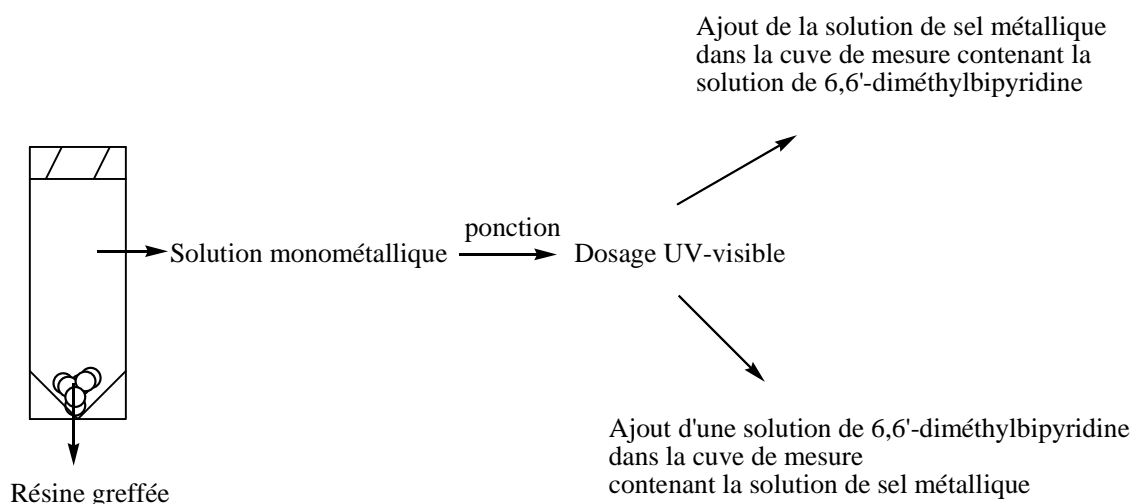 Ajout de la solution de sel métallique
dans la cuve de mesure contenant la
solution de 6,6'-diméthylbipyridine
ponction
Solution monométallique
Dosage UV-visible
Ajout d'une solution de 6,6'-diméthylbipyridine
dans la cuve de mesure
contenant la solution de sel métallique
Résine greffée